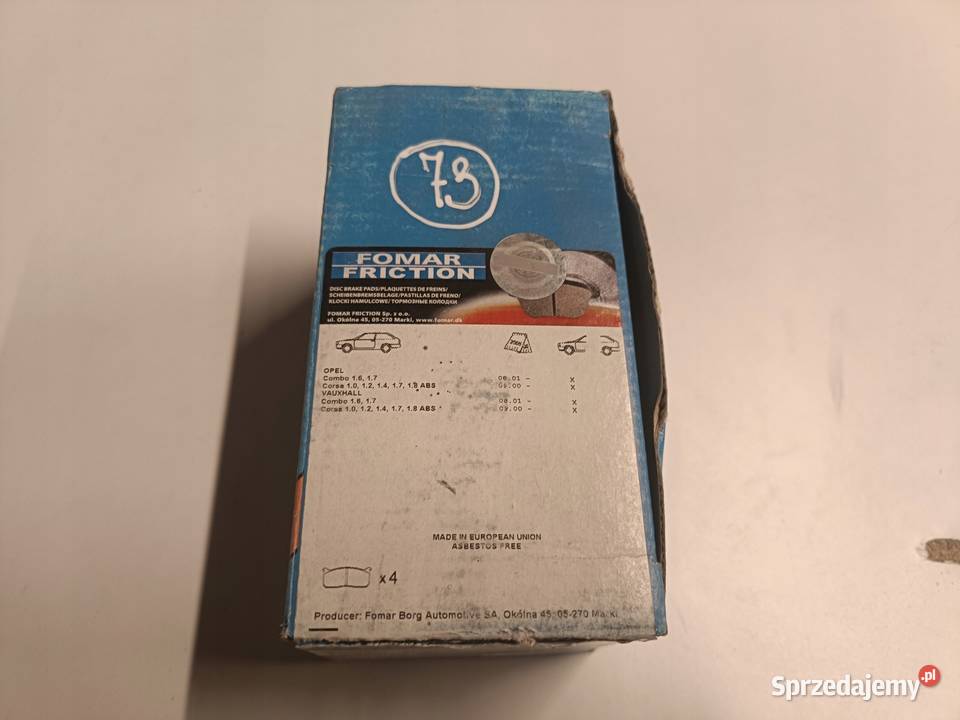 73
FOMAR
FRICTION
DISC BRAKE PADS/PLAQUETTES DE FREINS/
SCHEIBENBREMSBELAGE/PASTILLAS DE FRENO/
KLOCKI HAMULCOWE/ТОРМОЗНЫЕ КОЛОДКИ
FOMAR FRICTION Sp. z o.o.
ul. Okólna 45, 05-270 Marki, www.fomar.dk
OPEL
Combo 1.6, 1.7 08.01 - x
Corsa 1.0, 1.2, 1.4, 1.7, 1.8 ABS 09.00 - x
VAUXHALL
Combo 1.6, 1.7 08.01 - x
Corsa 1.0, 1.2, 1.4, 1.7, 1.8 ABS 09.00 - x
MADE IN EUROPEAN UNION
ASBESTOS FREE
x 4
Producer: Fomar Borg Automotive SA, Okólna 45, 05-270 Marki
Sprzedajemy.pl